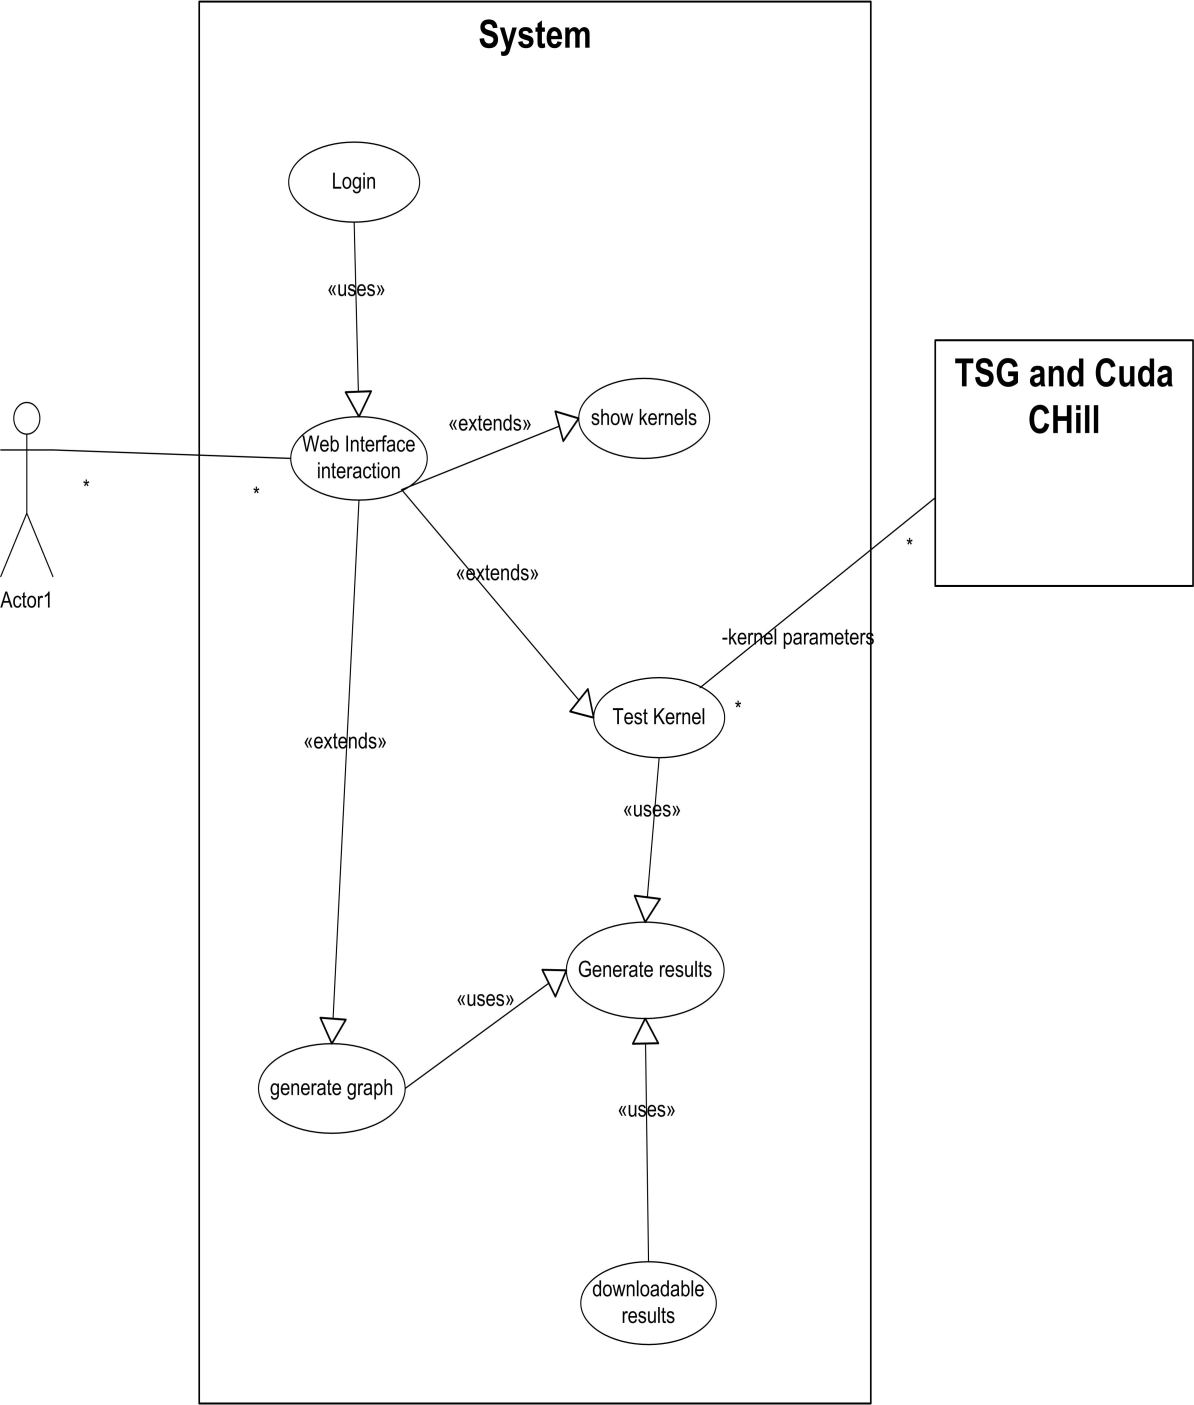 System
Login
«uses»
TSG and Cuda
CHill
show kernels
«extends»
Web Interface
interaction
*
*
*
«extends»
Actor1
-kernel parameters
*
Test Kernel
«extends»
«uses»
Generate results
«uses»
generate graph
«uses»
downloadable
results